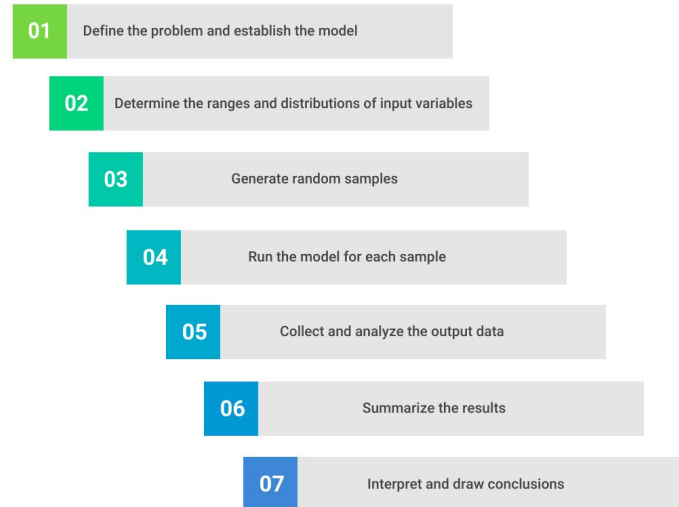 01 Define the problem and establish the model
02 Determine the ranges and distributions of input variables
03 Generate random samples
04 Run the model for each sample
05 Collect and analyze the output data
06 Summarize the results
07 Interpret and draw conclusions